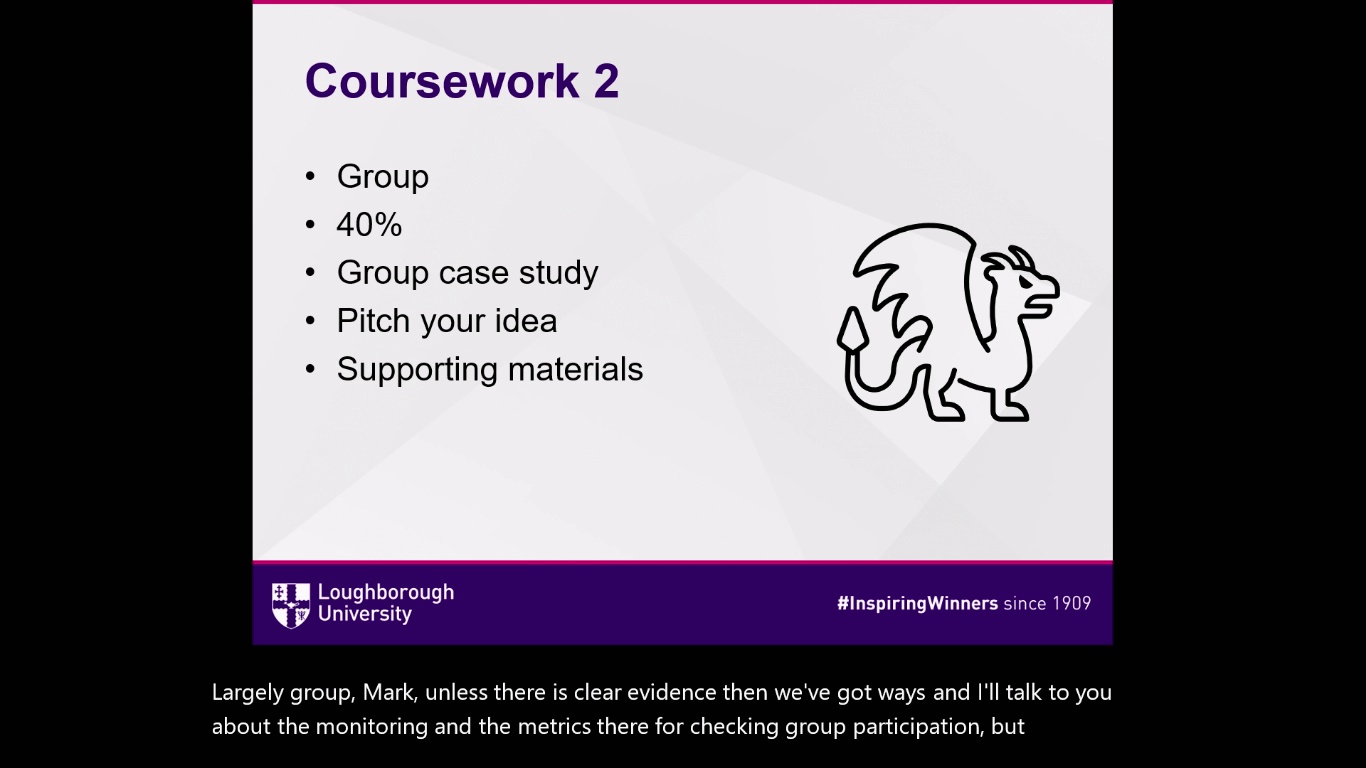 Coursework 2
• Group
• 40%
• Group case study
• Pitch your idea
• Supporting materials
Loughborough
University
#InspiringWinners since 1909
Largely group, Mark, unless there is clear evidence then we've got ways and I'll talk to you
about the monitoring and the metrics there for checking group participation, but